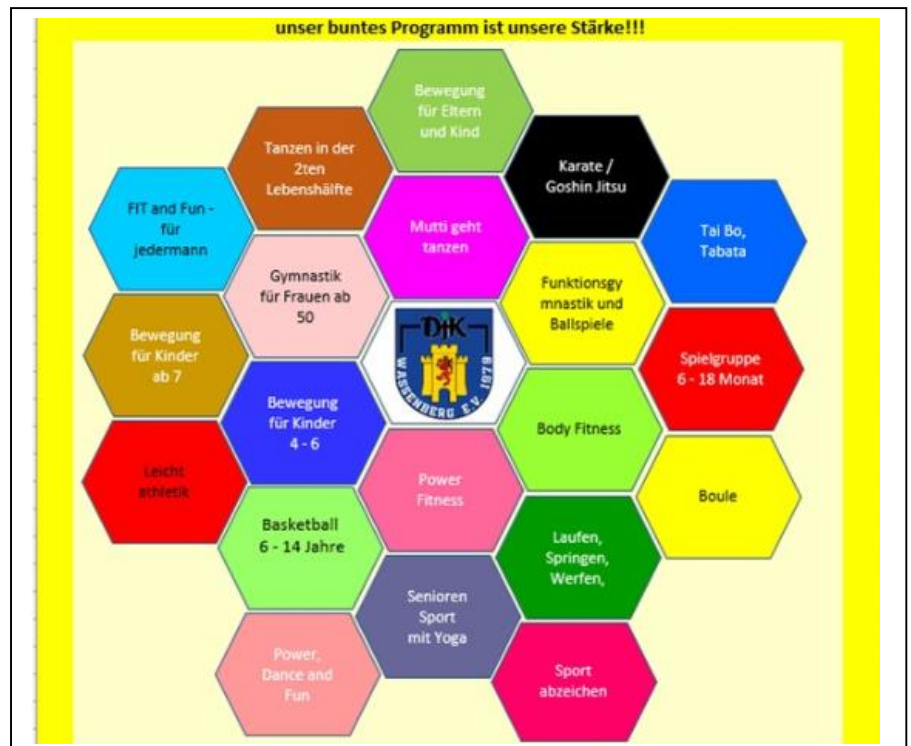 unser buntes Programm ist unsere Stärke!!!
Bewegung
für Eltern
und Kind
Tanzen in der
2ten
Lebenshälfte
Karate /
Goshin Jitsu
FIT and Fun -
für
jedermann
Mutti geht
tanzen
Tai Bo,
Tabata
Gymnastik
für Frauen ab
50
Funktionsgy
mnastik und
Ballspiele
Bewegung
für Kinder
ab 7
DJK
WASSENBERG E.V. 1979
Spielgruppe
6 - 18 Monat
Bewegung
für Kinder
4 - 6
Body Fitness
Leicht
athletik
Power
Fitness
Boule
Basketball
6 - 14 Jahre
Laufen,
Springen,
Werfen,
Senioren
Sport
mit Yoga
Power,
Dance and
Fun
Sport
abzeichen